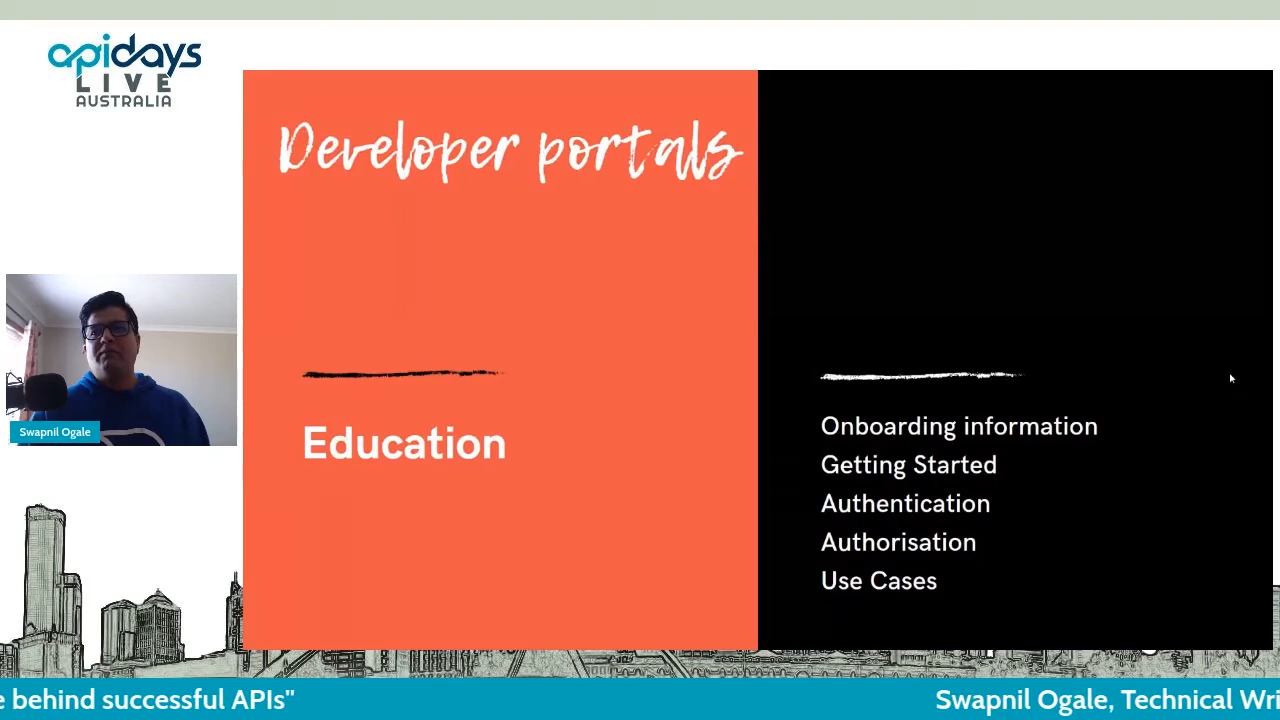 apidays
LIVE
AUSTRALIA
Developer portals
Education
Onboarding information
Getting Started
Authentication
Authorisation
Use Cases
Swapnil Ogale
behind successful APIs"
Swapnil Ogale, Technical